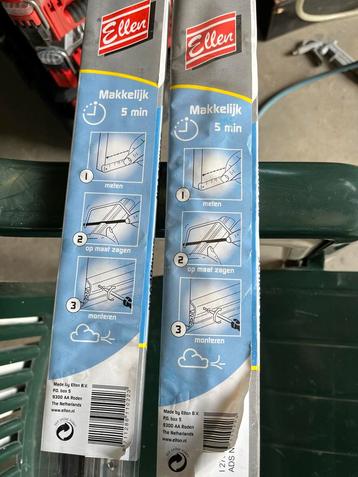 Ellen
Makkelijk
5 min
1
meten
2
op maat zagen
3
monteren
Made by Ellen B.V.
P.O. box 5
9300 AA Roden
The Netherlands
www.ellen.nl
Ellen
Makkelijk
5 min
1
meten
2
op maat zagen
3
monteren
Made by Ellen B.V.
P.O. box 5
9300 AA Roden
The Netherlands
www.ellen.nl
ADS N